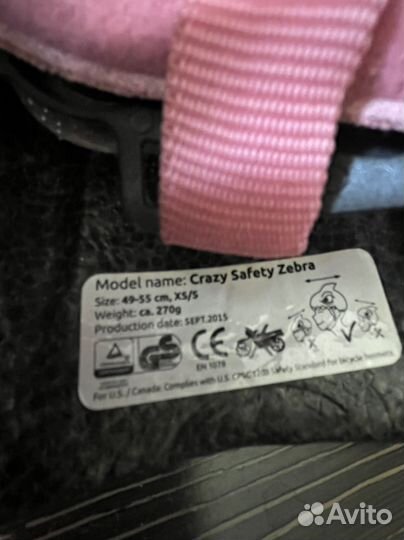 Model name: Crazy Safety Zebra
Size: 49-55 cm, XS/S
Weight: ca. 270g
Production date: SEPT.2015
EN 1078
For U.S. / Canada: Complies with U.S. CPSC Safety Standard for bicycle helmets
Avito